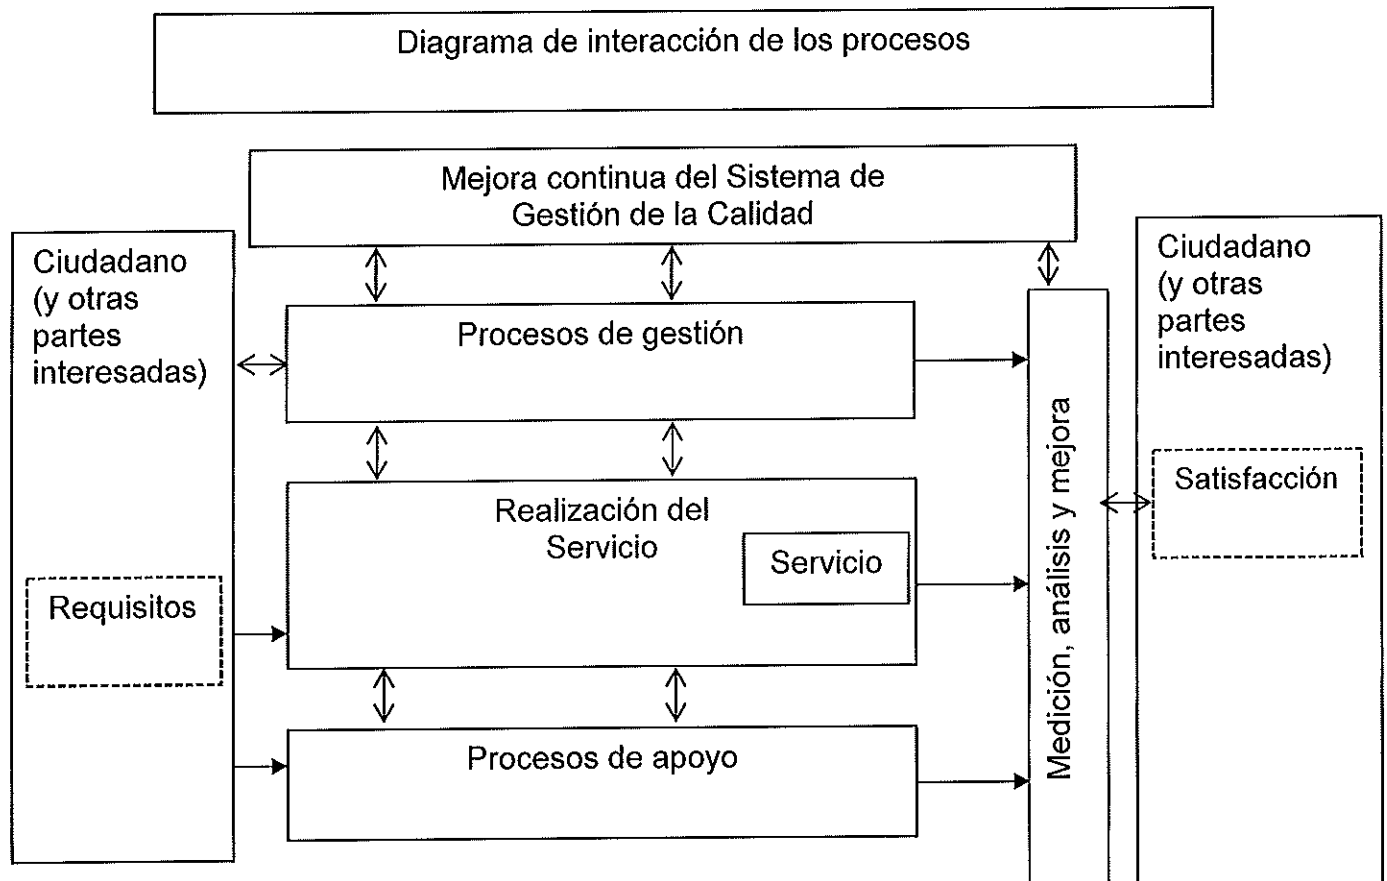 Diagrama de interacción de los procesos
Mejora continua del Sistema de
Gestión de la Calidad
Ciudadano
(y otras
partes
interesadas)
Requisitos
Procesos de gestión
Realización del
Servicio
Servicio
Procesos de apoyo
Medición, análisis y mejora
Ciudadano
(y otras
partes
interesadas)
Satisfacción